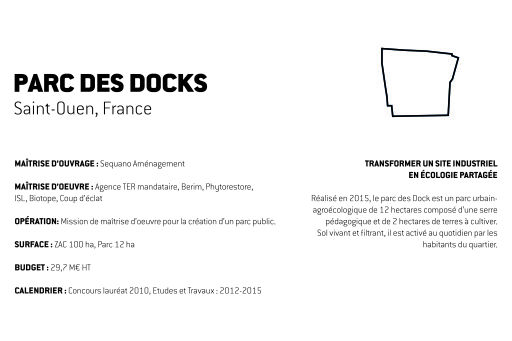 PARC DES DOCKS
Saint-Ouen, France
MAÎTRISE D'OUVRAGE : Sequano Aménagement
MAÎTRISE D'OEUVRE : Agence TER mandataire, Berim, Phytorestore,
ISL, Biotope, Coup d'éclat
OPÉRATION: Mission de maîtrise d'oeuvre pour la création d'un parc public.
SURFACE : ZAC 100 ha, Parc 12 ha
BUDGET : 29,7 M€ HT
CALENDRIER : Concours lauréat 2010, Etudes et Travaux : 2012-2015
TRANSFORMER UN SITE INDUSTRIEL
EN ÉCOLOGIE PARTAGÉE
Réalisé en 2015, le parc des Dock est un parc urbain-
agroécologique de 12 hectares composé d'une serre
pédagogique et de 2 hectares de terres à cultiver.
Sol vivant et filtrant, il est activé au quotidien par les
habitants du quartier.